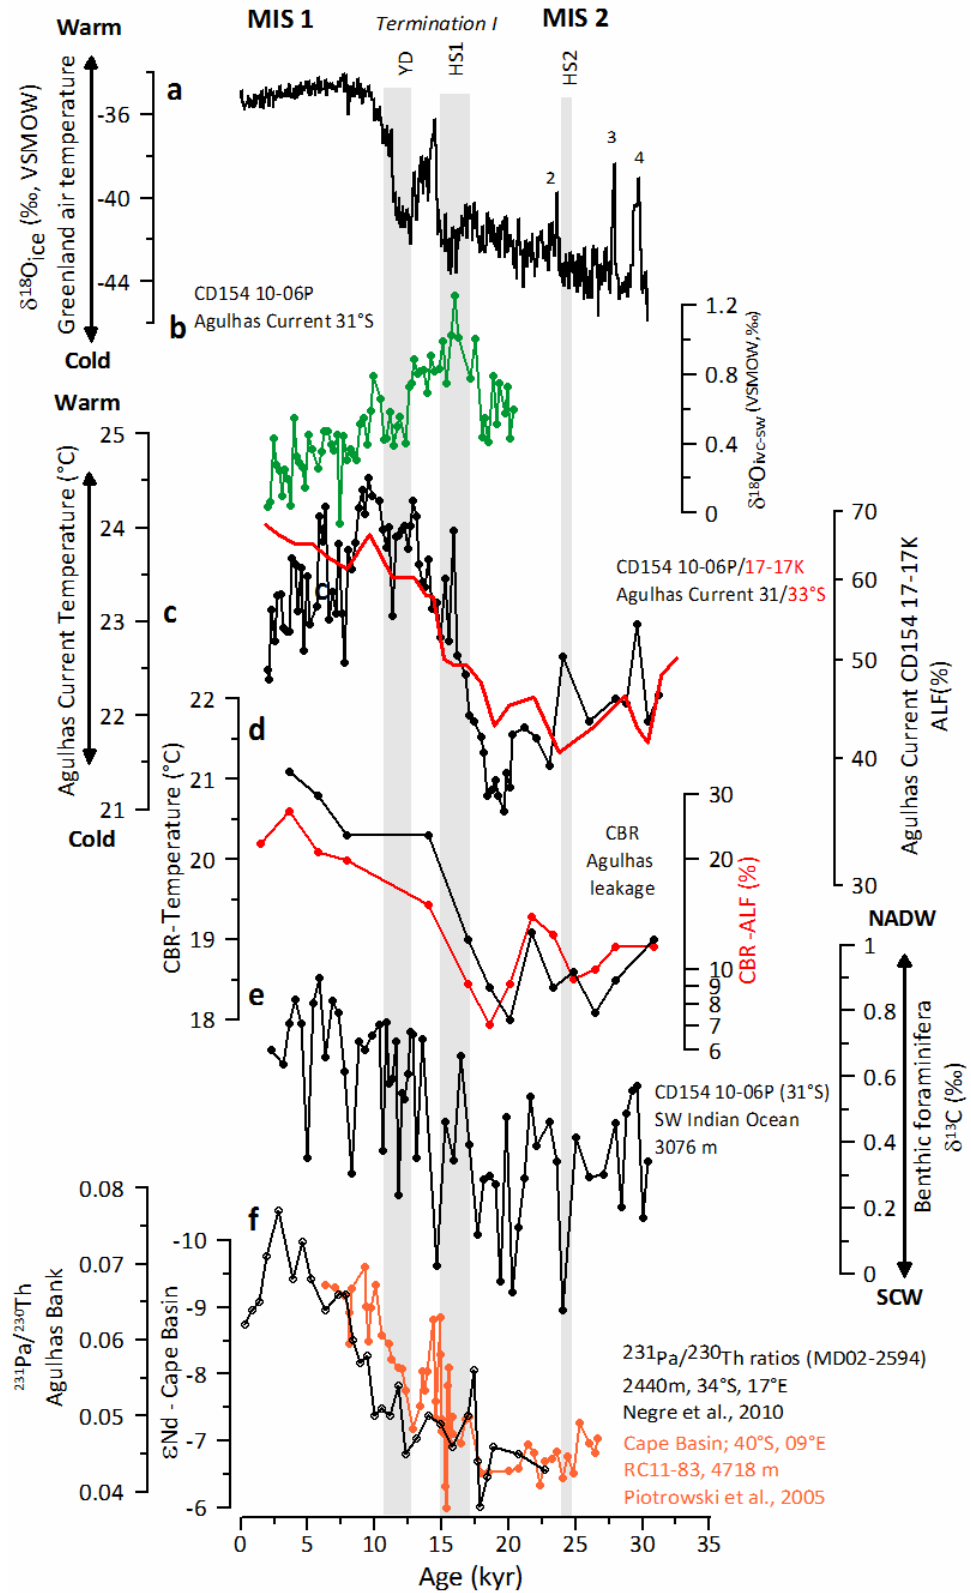 MIS 1
Termination I
MIS 2
Warm
YD
HS1
HS2
a
-36
-40
-44
δ18Oice (‰, VSMOW)
Greenland air temperature
2
3
4
CD154 10-06P
Agulhas Current 31°S
b
Cold
1.2
0.8
0.4
0
δ18Oivc-sw (VSMOW,‰)
Warm
25
24
23
22
21
Agulhas Current Temperature (°C)
c
C
Cold
CD154 10-06P/17-17K
Agulhas Current 31/33°S
70
60
50
40
30
Agulhas Current CD154 17-17K
ALF(%)
22
21
20
19
18
d
CBR-Temperature (°C)
CBR
Agulhas
leakage
30
20
10
9
8
7
6
CBR-ALF (%)
NADW
e
1
0.8
0.6
0.4
0.2
0
Benthic foraminifera
δ13C (‰)
SCW
CD154 10-06P (31°S)
SW Indian Ocean
3076 m
0.08
0.07
0.06
0.05
0.04
231Pa/230Th
Agulhas Bank
f
-10
-9
-8
-7
-6
εNd - Cape Basin
231Pa/230Th ratios (MD02-2594)
2440m, 34°S, 17°E
Negre et al., 2010
Cape Basin; 40°S, 09°E
RC11-83, 4718 m
Piotrowski et al., 2005
0 5 10 15 20 25 30 35
Age (kyr)